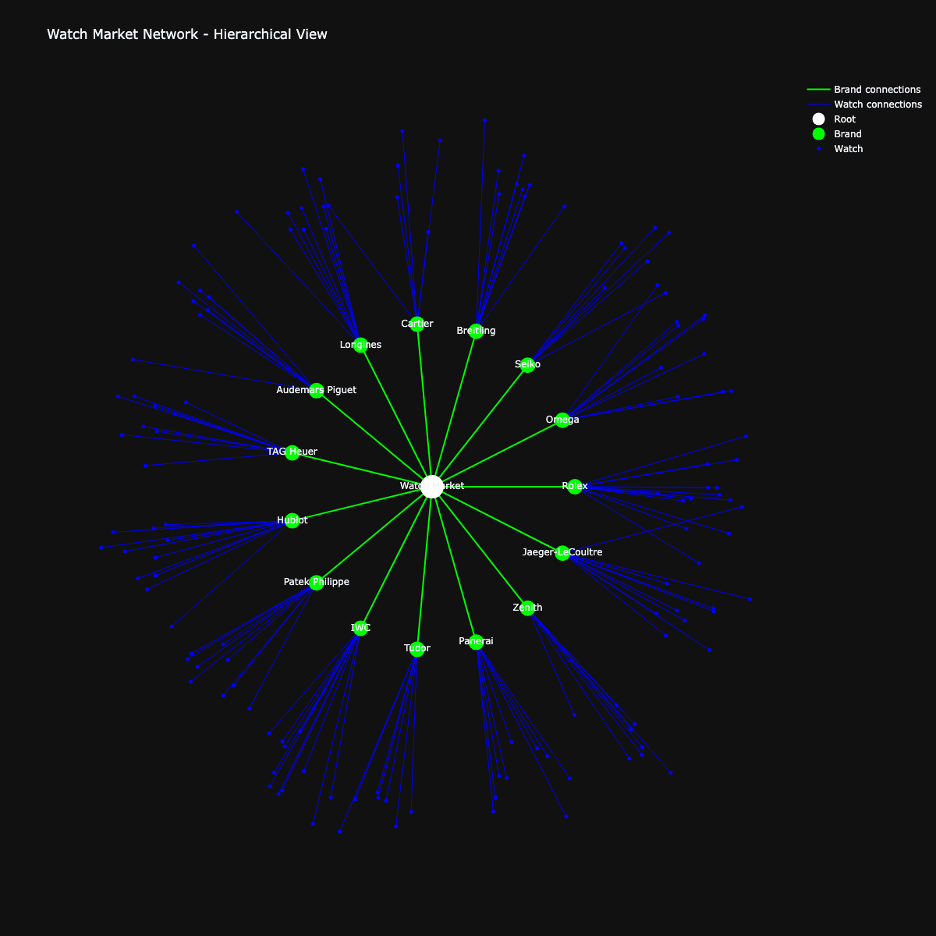 Watch Market Network - Hierarchical View
Brand connections
Watch connections
Root
Brand
Watch
Cartier
Breitling
Longines
Seiko
Audemars Piguet
Omega
TAG Heuer
Watch Market
Rolex
Hublot
Jaeger-LeCoultre
Patek Philippe
Zenith
IWC
Panerai
Tudor